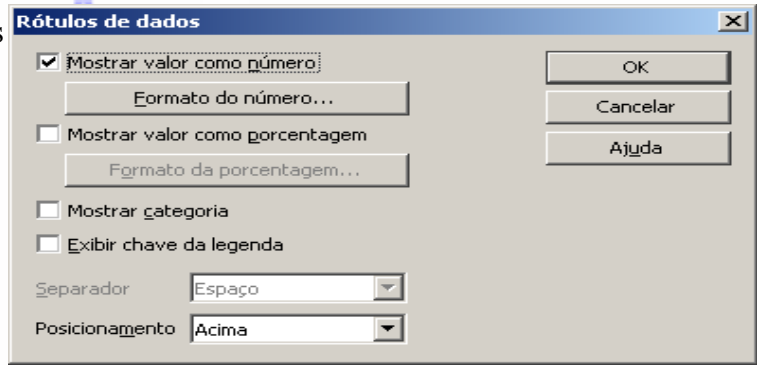 Rótulos de dados
s
Mostrar valor como número
OK
Formato do número...
Cancelar
Mostrar valor como porcentagem
Ajuda
Formato da porcentagem...
Mostrar categoria
Exibir chave da legenda
Separador Espaço
Posicionamento Acima